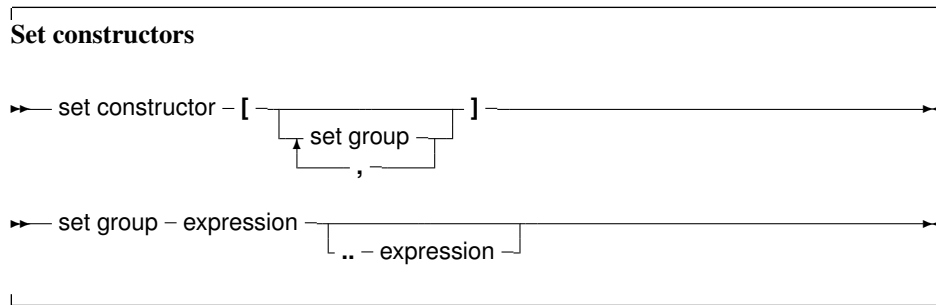 Set constructors
set constructor – [ ] –
set group
,
set group – expression
.. – expression